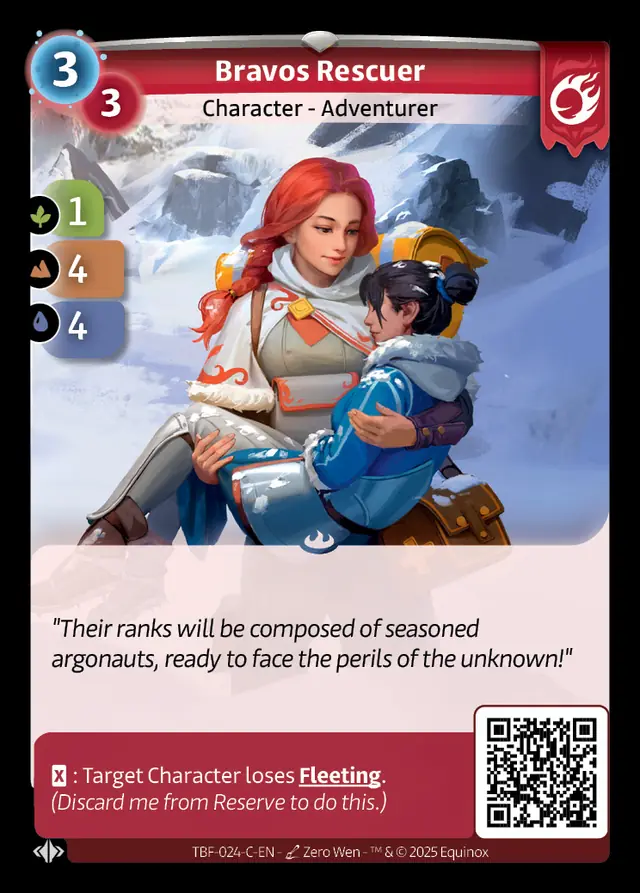 3
3
Bravos Rescuer
Character - Adventurer
1
4
4
"Their ranks will be composed of seasoned
argonauts, ready to face the perils of the unknown!"
X : Target Character loses Fleeting.
(Discard me from Reserve to do this.)
TBF-024-C-EN - Zero Wen - ™ & © 2025 Equinox